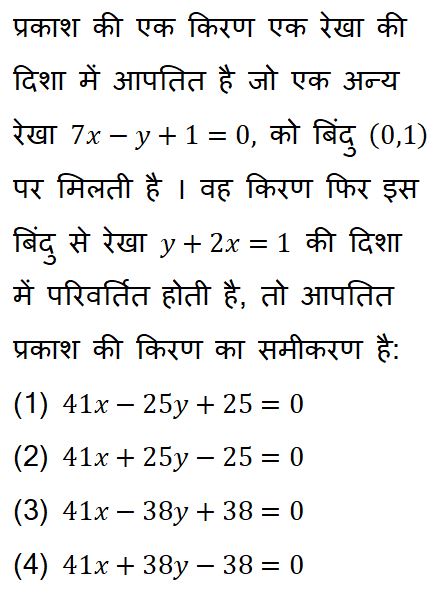 प्रकाश की एक किरण एक रेखा की
दिशा में आपतित है जो एक अन्य
रेखा 7x − y + 1 = 0, को बिंदु (0,1)
पर मिलती है । वह किरण फिर इस
बिंदु से रेखा y + 2x = 1 की दिशा
में परिवर्तित होती है, तो आपतित
प्रकाश की किरण का समीकरण है:
(1) 41x − 25y + 25 = 0
(2) 41x + 25y − 25 = 0
(3) 41x − 38y + 38 = 0
(4) 41x + 38y − 38 = 0